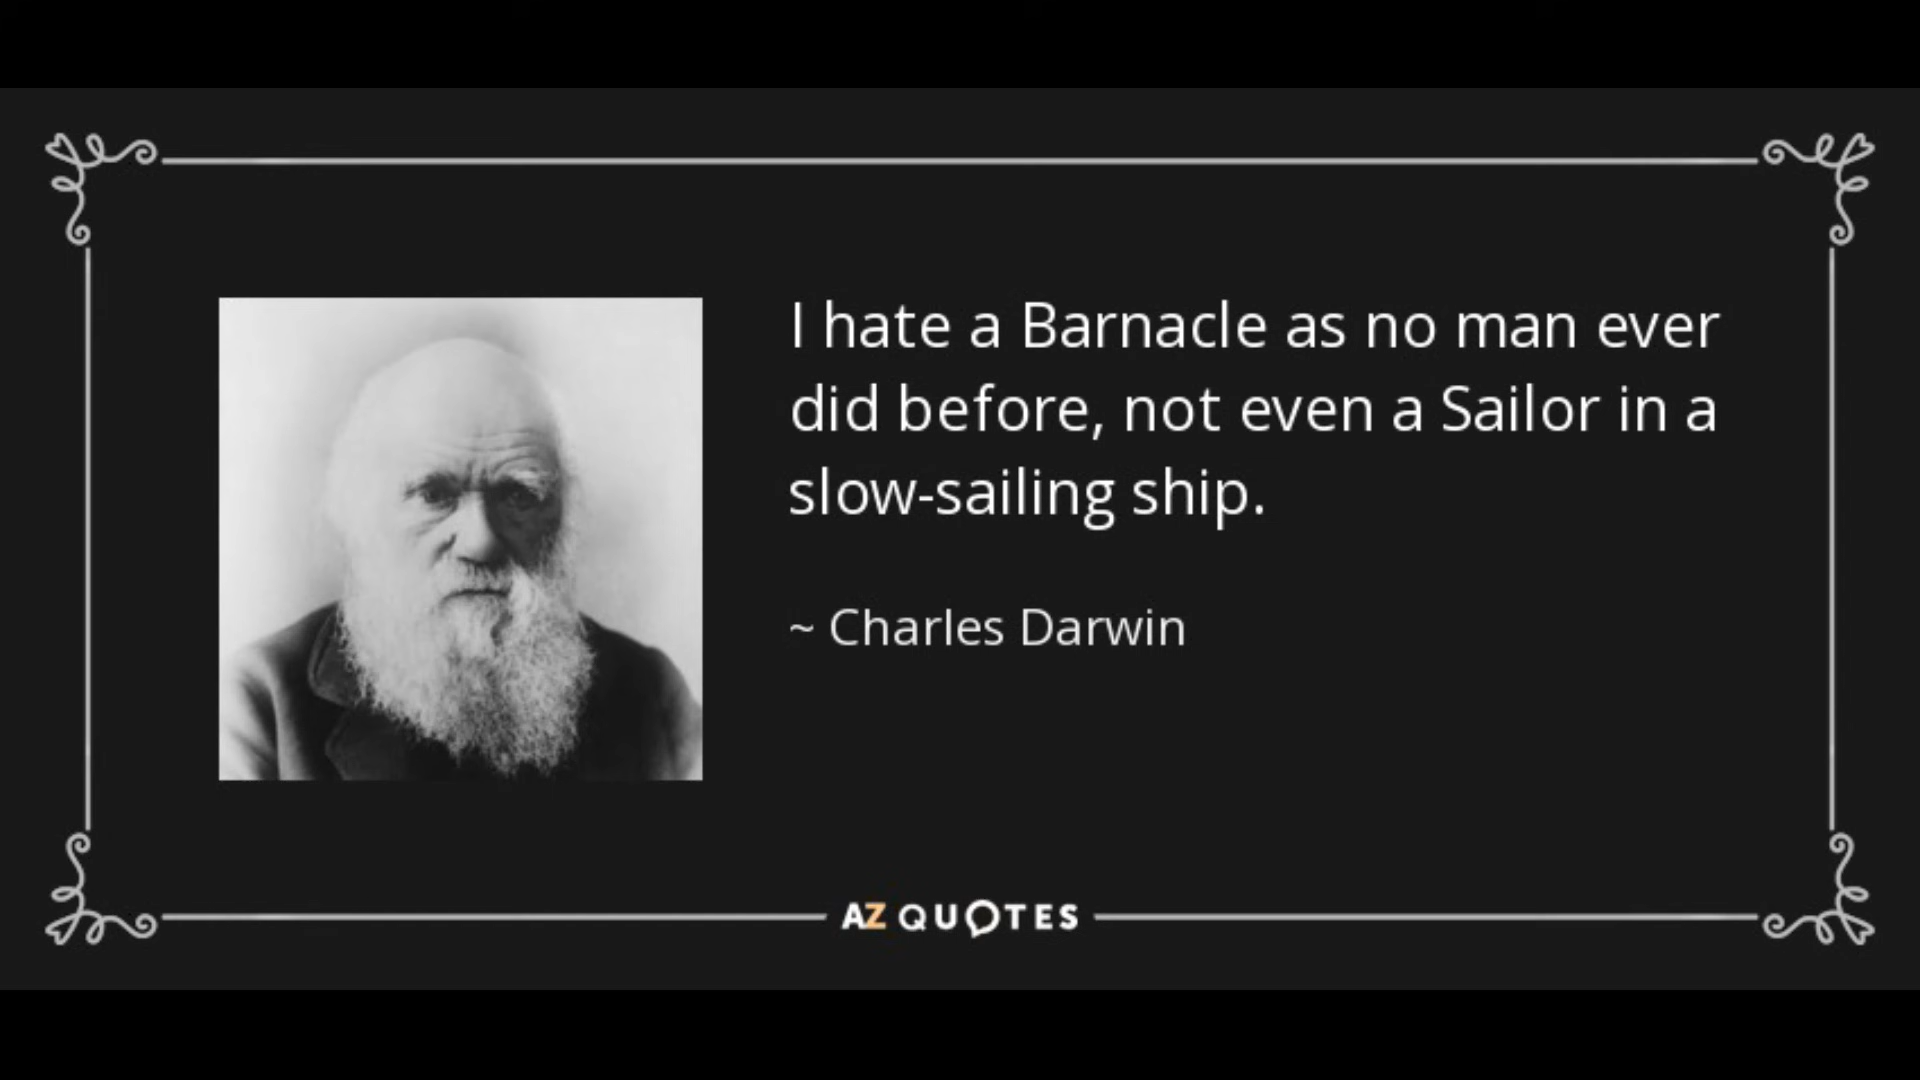 I hate a Barnacle as no man ever
did before, not even a Sailor in a
slow-sailing ship.
~ Charles Darwin
AZ QUOTES